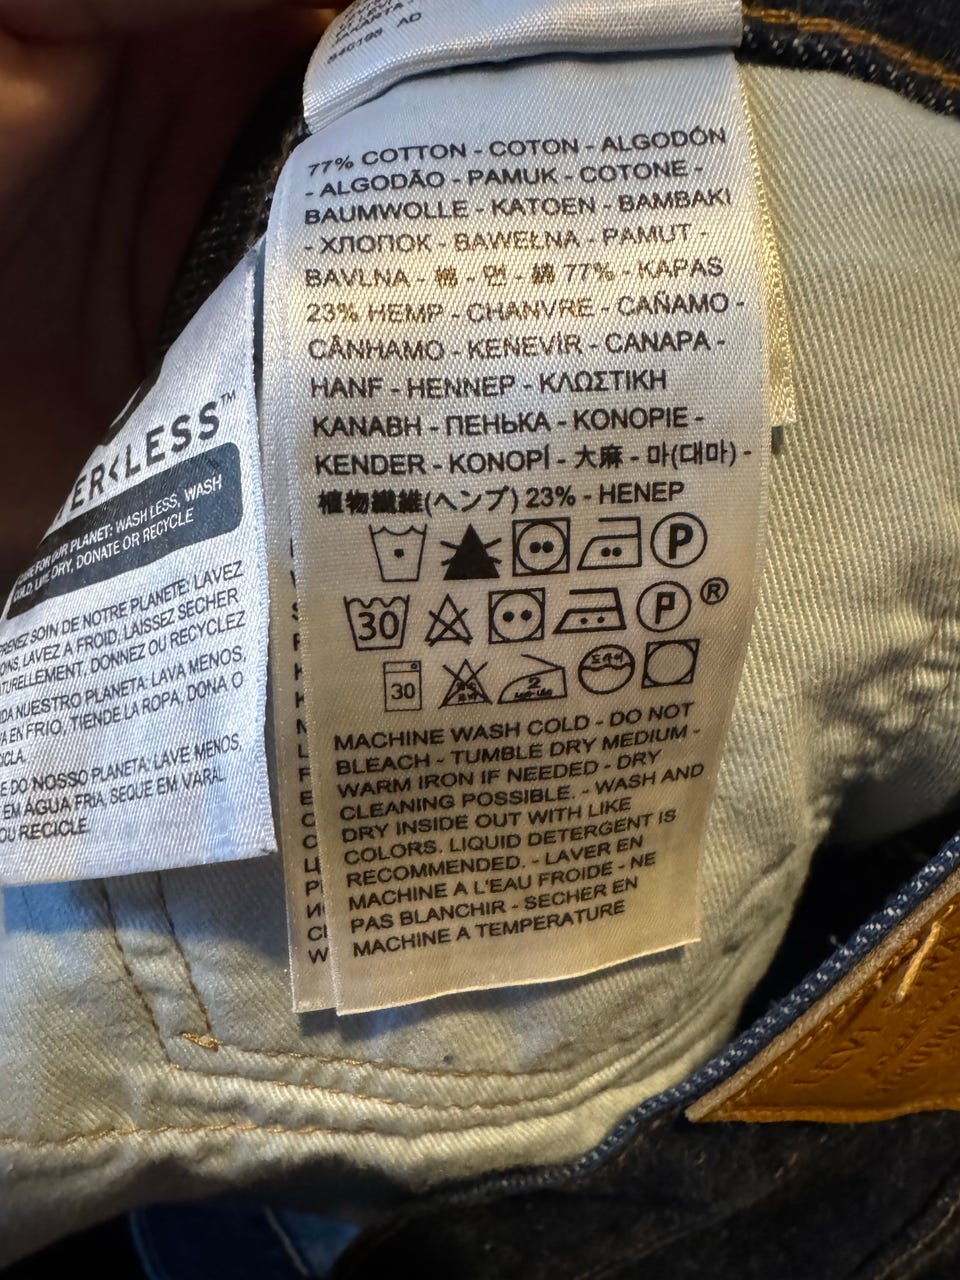 AD
77% COTTON - COTON - ALGODÓN
- ALGODÃO - PAMUK - COTONE -
BAUMWOLLE - KATOEN - BAMBAKI
- ХЛОПОК - BAWEŁNA - PAMUT -
BAVLNA - 棉 - 면 - 綿 77% - KAPAS
23% HEMP - CHANVRE - CAÑAMO -
CÂNHAMO - KENEVİR - CANAPA -
HANF - HENNEP - ΚΛΩΣΤΙΚΗ
ΚΑΝΑΒΗ - ПЕНЬКА - KONOPIE -
KENDER - KONOPÍ - 大麻 - 마(대마) -
植物繊維(ヘンプ) 23% - HENEP
P
30 P ®
30 2
MACHINE WASH COLD - DO NOT
BLEACH - TUMBLE DRY MEDIUM -
WARM IRON IF NEEDED - DRY
CLEANING POSSIBLE. - WASH AND
DRY INSIDE OUT WITH LIKE
COLORS. LIQUID DETERGENT IS
RECOMMENDED. - LAVER EN
MACHINE A L'EAU FROIDE - NE
PAS BLANCHIR - SECHER EN
MACHINE A TEMPERATURE
LESS™
FOR OUR PLANET: WASH LESS, WASH
COLD, LINE DRY, DONATE OR RECYCLE
SOIN DE NOTRE PLANETE: LAVEZ
LAVEZ A FROID, LAISSEZ SECHER
DONNEZ OU RECYCLEZ
NUESTRO PLANETA: LAVA MENOS,
EN FRIO, TIENDE LA ROPA, DONA O
DO NOSSO PLANETA: LAVE MENOS,
EM ÁGUA FRIA, SEQUE EM VARAL,
OU RECICLE